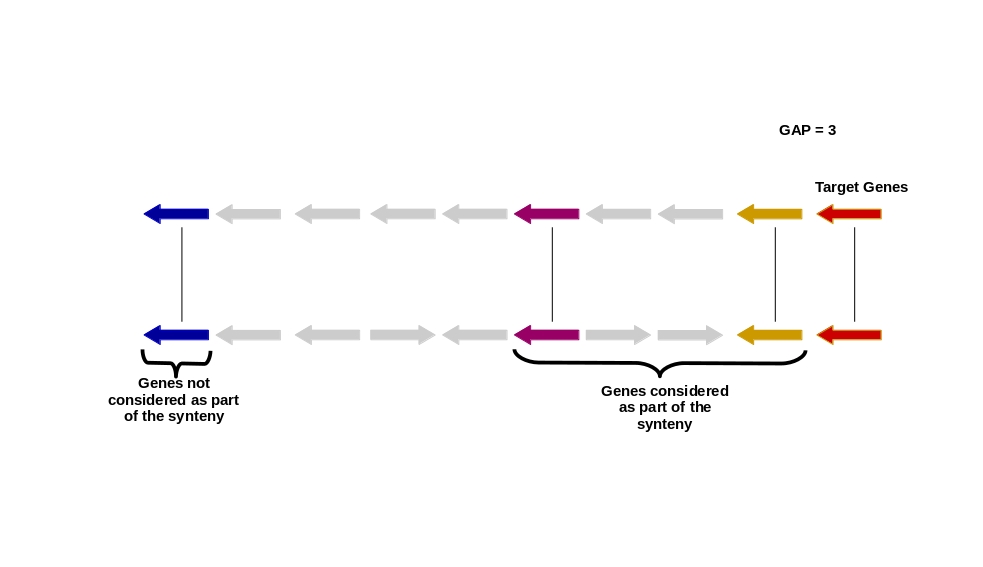 GAP = 3
Target Genes
Genes not
considered as part
of the synteny
Genes considered
as part of the
synteny